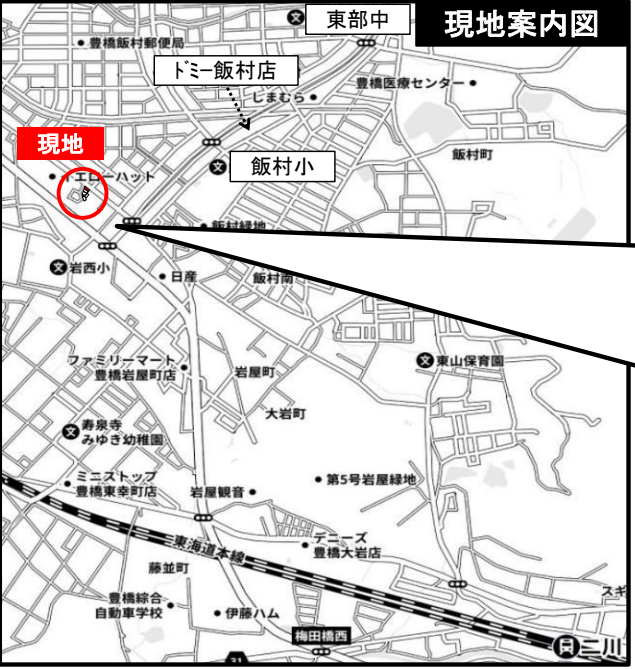 東部中
現地案内図
豊橋飯村郵便局
ドミー飯村店
しまむら
豊橋医療センター
現地
イエローハット
飯村小
飯村町
飯村緑地
岩西小
日産
飯村南
ファミリーマート
豊橋岩屋町店
岩屋町
東山保育園
大岩町
寿泉寺
みゆき幼稚園
ミニストップ
豊橋東幸町店
岩屋観音
第5号岩屋緑地
東海道本線
デニーズ
豊橋大岩店
藤並町
豊橋綜合
自動車学校
伊藤ハム
スギ
梅田橋西
31
二川